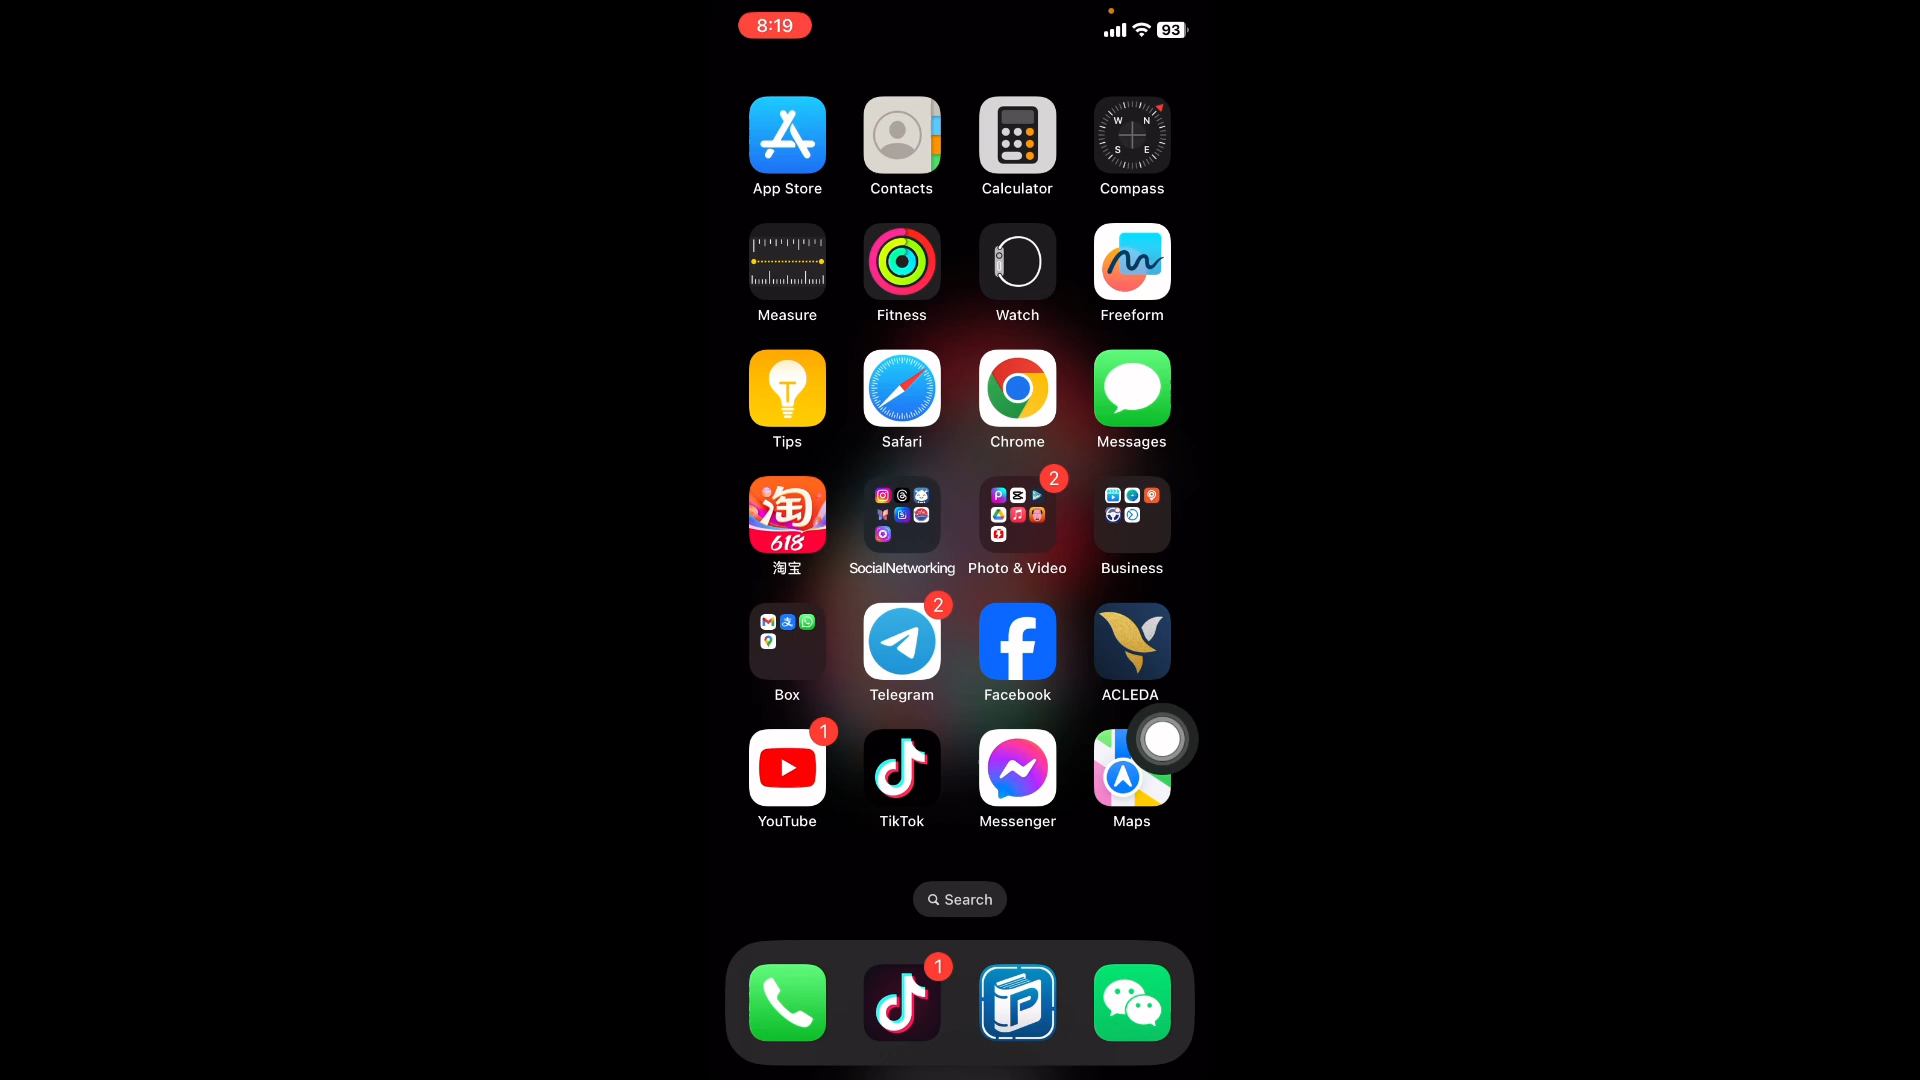 8:19
93
App Store
Contacts
Calculator
W N
S E
Compass
Measure
Fitness
Watch
Freeform
Tips
Safari
Chrome
Messages
淘
618
2
淘宝
SocialNetworking
Photo & Video
Business
2
Box
Telegram
Facebook
ACLEDA
1
YouTube
TikTok
Messenger
Maps
Search
1
P